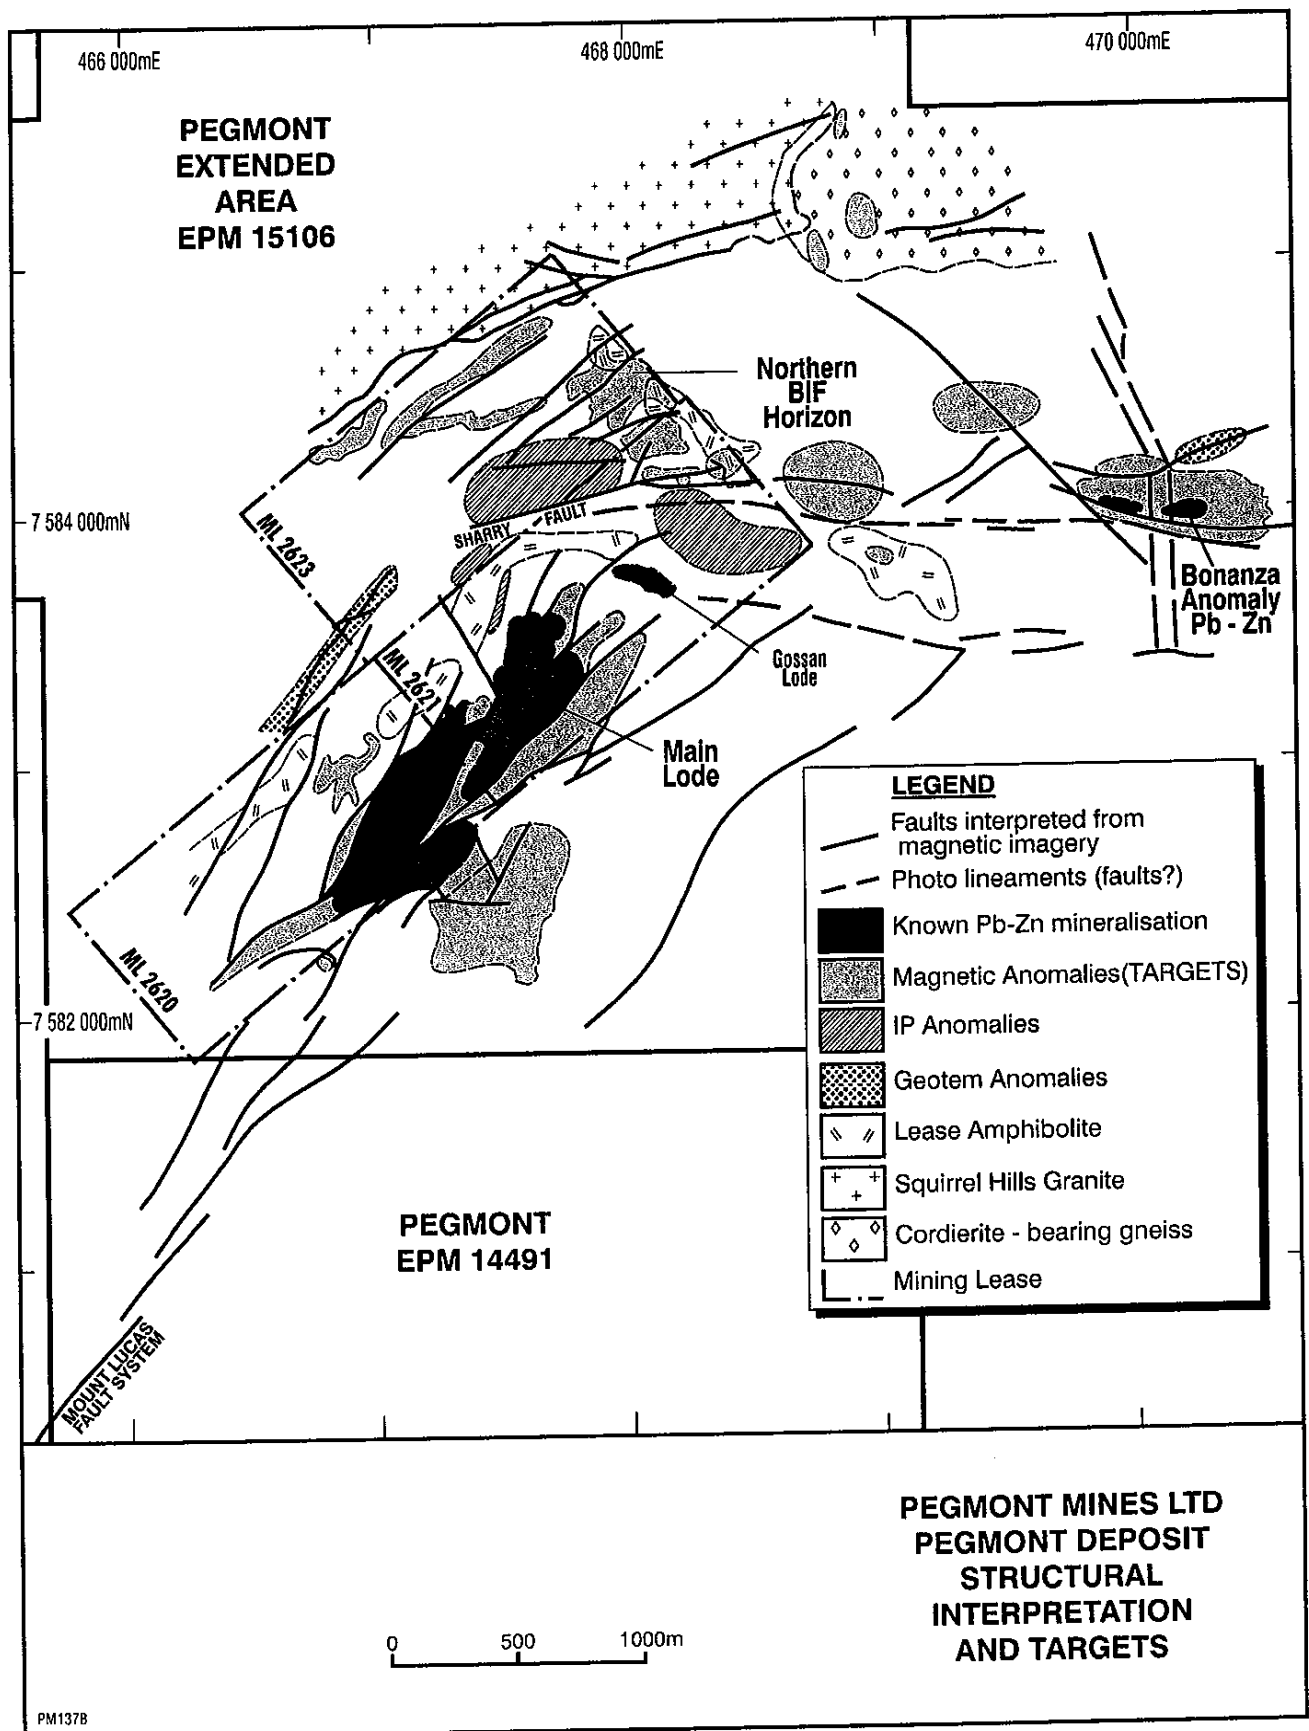 466 000mE
468 000mE
470 000mE
PEGMONT
EXTENDED
AREA
EPM 15106
Northern
BIF
Horizon
7 584 000mN
SHARRY FAULT
ML 2623
Bonanza
Anomaly
Pb - Zn
ML 2621
Gossan
Lode
Main
Lode
ML 2620
7 582 000mN
LEGEND
Faults interpreted from
magnetic imagery
Photo lineaments (faults?)
Known Pb-Zn mineralisation
Magnetic Anomalies(TARGETS)
IP Anomalies
Geotem Anomalies
Lease Amphibolite
Squirrel Hills Granite
Cordierite - bearing gneiss
Mining Lease
PEGMONT
EPM 14491
MOUNT LUCAS
FAULT SYSTEM
PEGMONT MINES LTD
PEGMONT DEPOSIT
STRUCTURAL
INTERPRETATION
AND TARGETS
0 500 1000m
PM137B